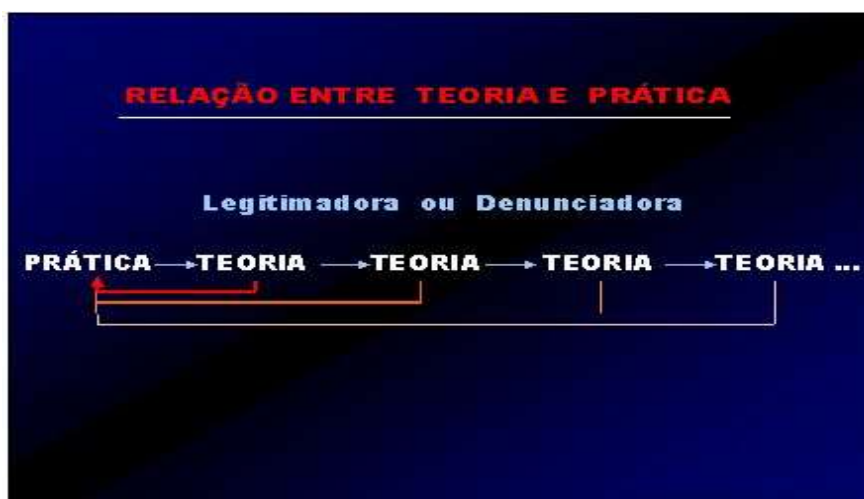 RELAÇÃO ENTRE TEORIA E PRÁTICA
Legitimadora ou Denunciadora
PRÁTICA TEORIA TEORIA TEORIA TEORIA ...